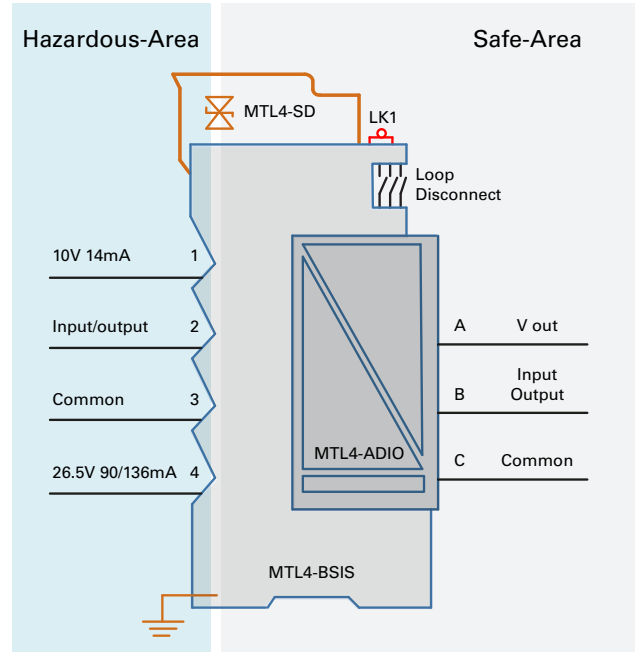 Hazardous-Area
Safe-Area
MTL4-SD
LK1
Loop
Disconnect
10V 14mA 1
Input/output 2
A V out
Input
B Output
Common 3
MTL4-ADIO
C Common
26.5V 90/136mA 4
MTL4-BSIS